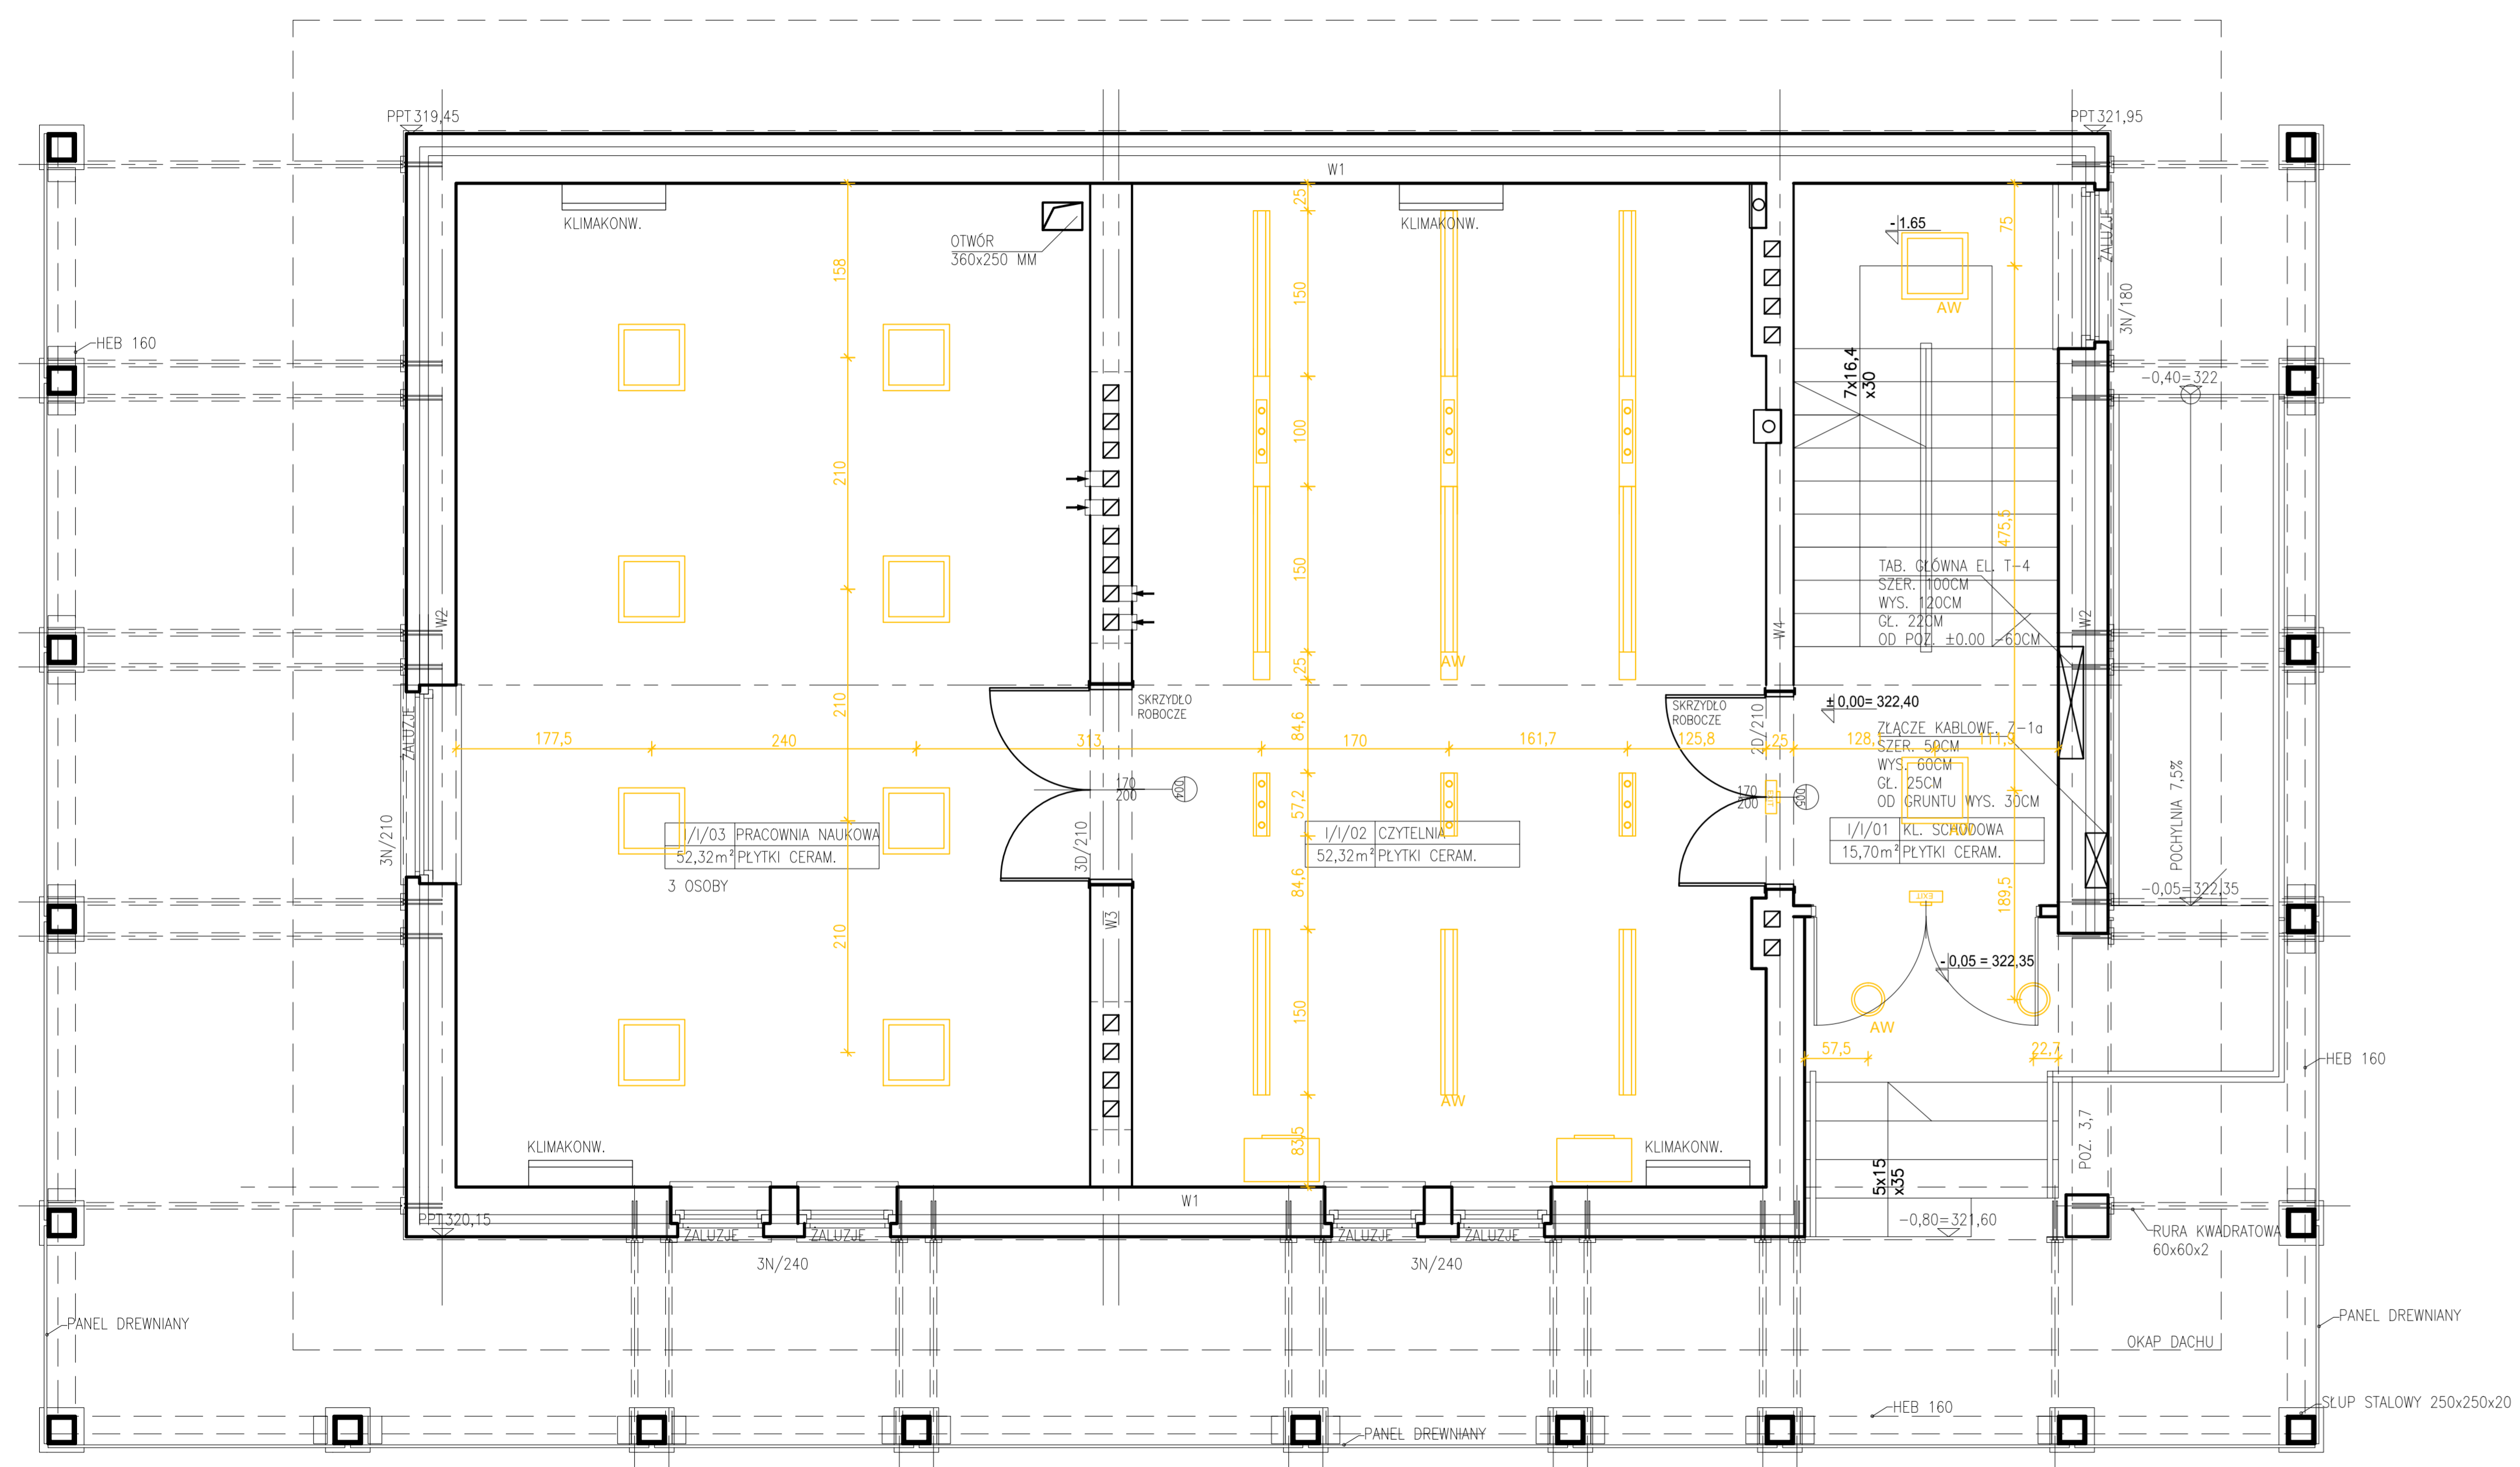 PPT 319,45
PPT 321,95
W1
25
- 1.65
75
ŻALUZJE
KLIMAKONW.
KLIMAKONW.
OTWÓR
360x250 MM
158
150
AW
3N/180
HEB 160
7x16,4
x30
-0,40=322
210
100
475,5
150
TAB. GŁÓWNA EL. T-4
SZER. 100CM
WYS. 120CM
GŁ. 22CM
OD POZ. ±0.00 -60CM
W2
W4
W2
25
AW
SKRZYDŁO
ROBOCZE
SKRZYDŁO
ROBOCZE
± 0,00= 322,40
ŻALUZJE
210
84,6
2D/210
ZŁĄCZE KABLOWE. Z-1a
SZER. 50CM
WYS. 60CM
GŁ. 25CM
OD GRUNTU WYS. 30CM
177,5
240
313
170
161,7
125,8
25
128,
111,5
170
200
D04
170
200
D05
EXIT
57,2
POCHYLNIA 7,5%
3N/210
1/I/03 PRACOWNIA NAUKOWA
52,32m² PŁYTKI CERAM.
3 OSOBY
3D/210
1/I/02 CZYTELNIA
52,32m² PŁYTKI CERAM.
AW
1/I/01 KL. SCHODOWA
15,70m² PŁYTKI CERAM.
84,6
189,5
EXIT
-0,05=322,35
W3
210
- 0,05 = 322,35
150
AW
57,5
22,7
HEB 160
AW
83,5
KLIMAKONW.
KLIMAKONW.
POZ. 3,7
5x15
x35
W1
PPT 320,15
-0,80=321,60
ŻALUZJE
ŻALUZJE
ŻALUZJE
ŻALUZJE
RURA KWADRATOWA
60x60x2
3N/240
3N/240
PANEL DREWNIANY
PANEL DREWNIANY
OKAP DACHU
HEB 160
SŁUP STALOWY 250x250x20
PANEL DREWNIANY